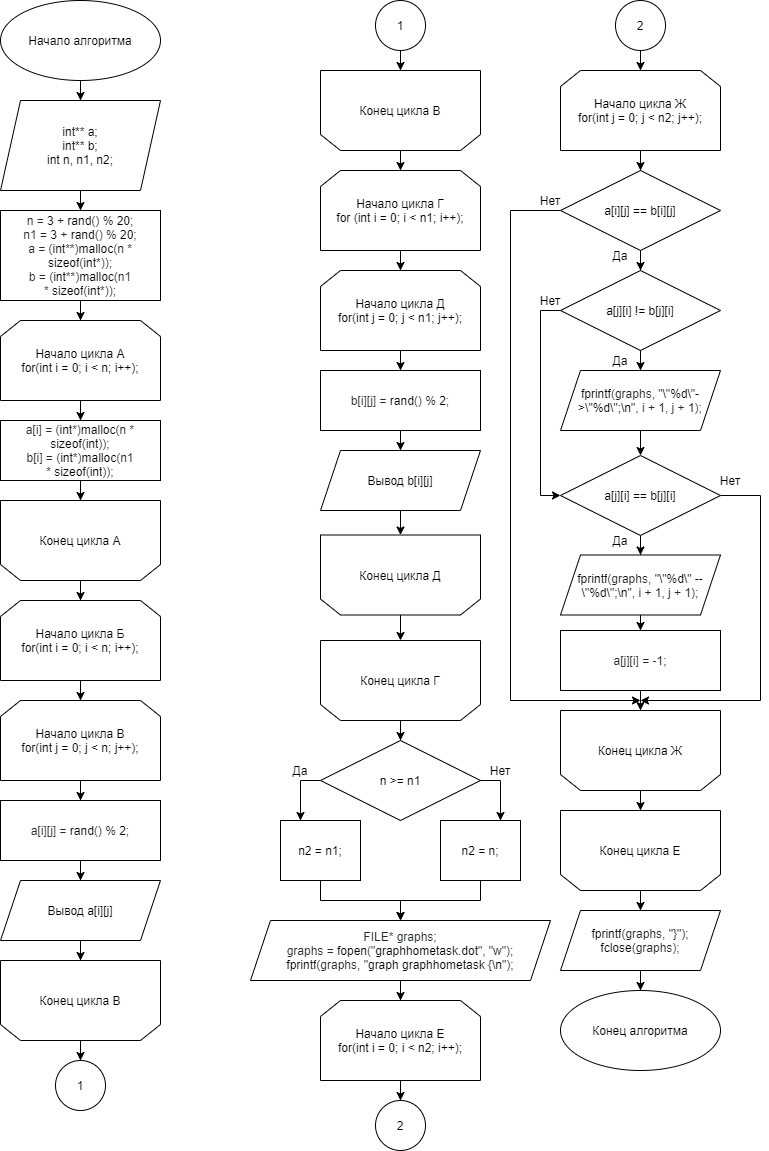 Начало алгоритма
int** a;
int** b;
int n, n1, n2;
n = 3 + rand() % 20;
n1 = 3 + rand() % 20;
a = (int**)malloc(n *
sizeof(int*));
b = (int**)malloc(n1
* sizeof(int*));
Начало цикла А
for(int i = 0; i < n; i++);
a[i] = (int*)malloc(n *
sizeof(int));
b[i] = (int*)malloc(n1
* sizeof(int));
Конец цикла А
Начало цикла Б
for(int i = 0; i < n; i++);
Начало цикла В
for(int j = 0; j < n; j++);
a[i][j] = rand() % 2;
Вывод a[i][j]
Конец цикла В
1
1
Конец цикла В
Начало цикла Г
for (int i = 0; i < n1; i++);
Начало цикла Д
for(int j = 0; j < n1; j++);
b[i][j] = rand() % 2;
Вывод b[i][j]
Конец цикла Д
Конец цикла Г
n >= n1
Да
Нет
n2 = n1;
n2 = n;
FILE* graphs;
graphs = fopen("graphhometask.dot", "w");
fprintf(graphs, "graph graphhometask {\n");
Начало цикла Е
for(int i = 0; i < n2; i++);
2
2
Начало цикла Ж
for(int j = 0; j < n2; j++);
Нет
a[i][j] == b[i][j]
Да
Нет
a[j][i] != b[j][i]
Да
fprintf(graphs, "\"%d\"-
>\"%d\";\n", i + 1, j + 1);
a[j][i] == b[j][i]
Нет
Да
fprintf(graphs, "\"%d\" --
\"%d\";\n", i + 1, j + 1);
a[j][i] = -1;
Конец цикла Ж
Конец цикла Е
fprintf(graphs, "}");
fclose(graphs);
Конец алгоритма